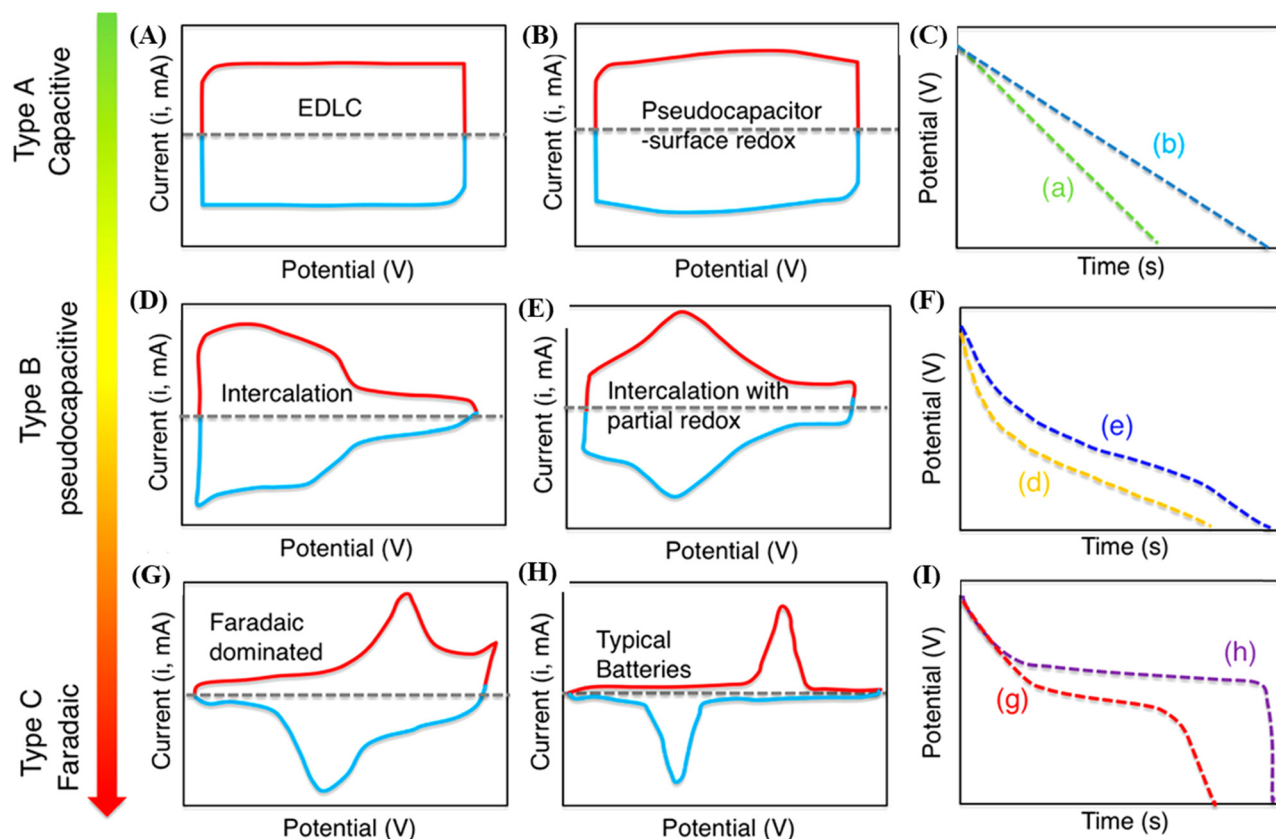 Type A
Capacitive
(A)
Current (i, mA)
EDLC
Potential (V)
(B)
Current (i, mA)
Pseudocapacitor
-surface redox
Potential (V)
(C)
Potential (V)
(b)
(a)
Time (s)
Type B
pseudocapacitive
(D)
Current (i, mA)
Intercalation
Potential (V)
(E)
Current (i, mA)
Intercalation with
partial redox
Potential (V)
(F)
Potential (V)
(e)
(d)
Time (s)
Type C
Faradic
(G)
Current (i, mA)
Faradaic
dominated
Potential (V)
(H)
Current (i, mA)
Typical
Batteries
Potential (V)
(I)
Potential (V)
(h)
(g)
Time (s)